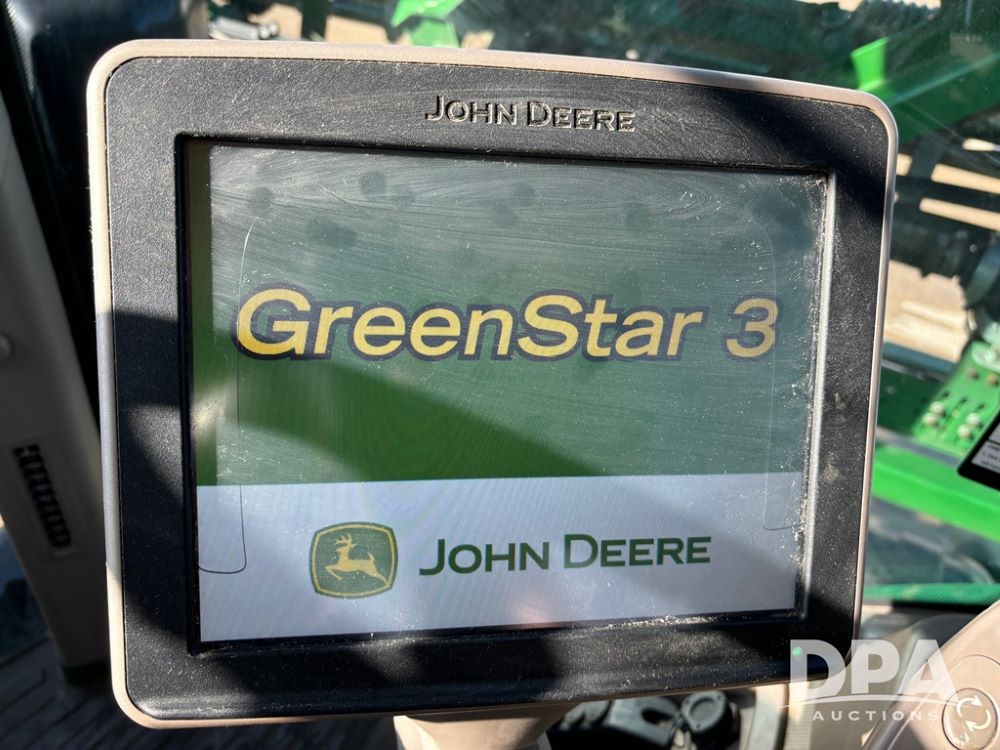 JOHN DEERE
GreenStar 3
JOHN DEERE
DPA
AUCTIONS